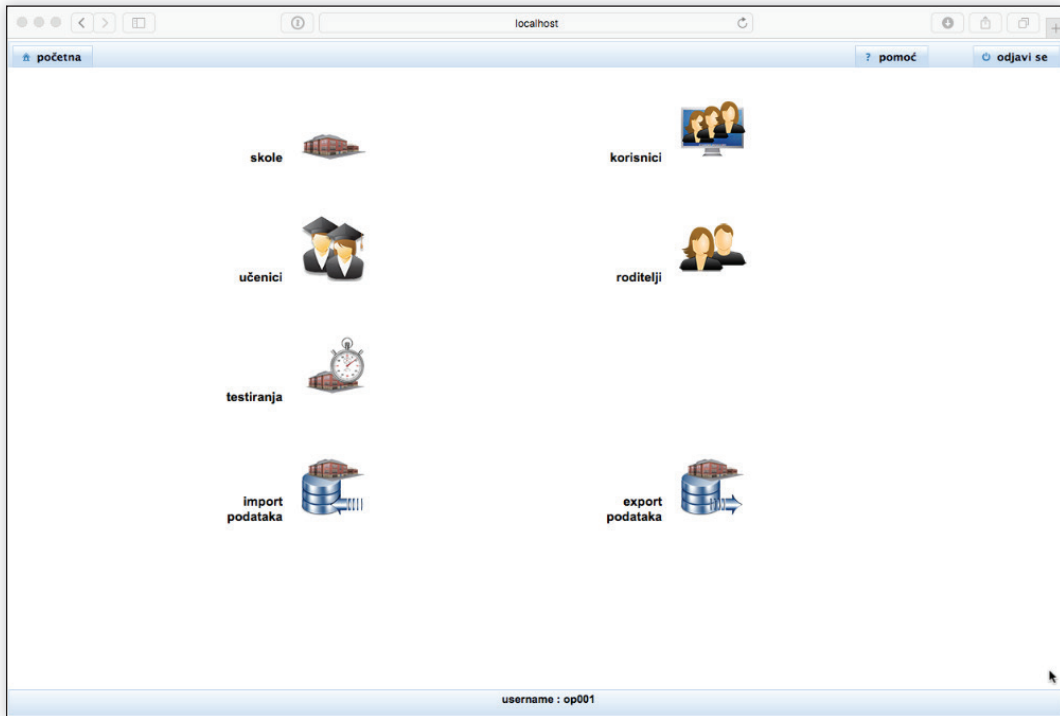 localhost
početna
? pomoć
odjavi se
skole
korisnici
učenici
roditelji
testiranja
import
podataka
export
podataka
username : op001